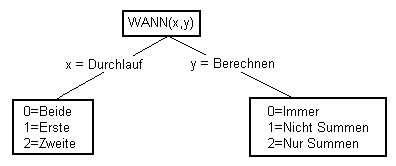 WANN(x,y)
x = Durchlauf
y = Berechnen
0=Beide
1=Erste
2=Zweite
0=Immer
1=Nicht Summen
2=Nur Summen